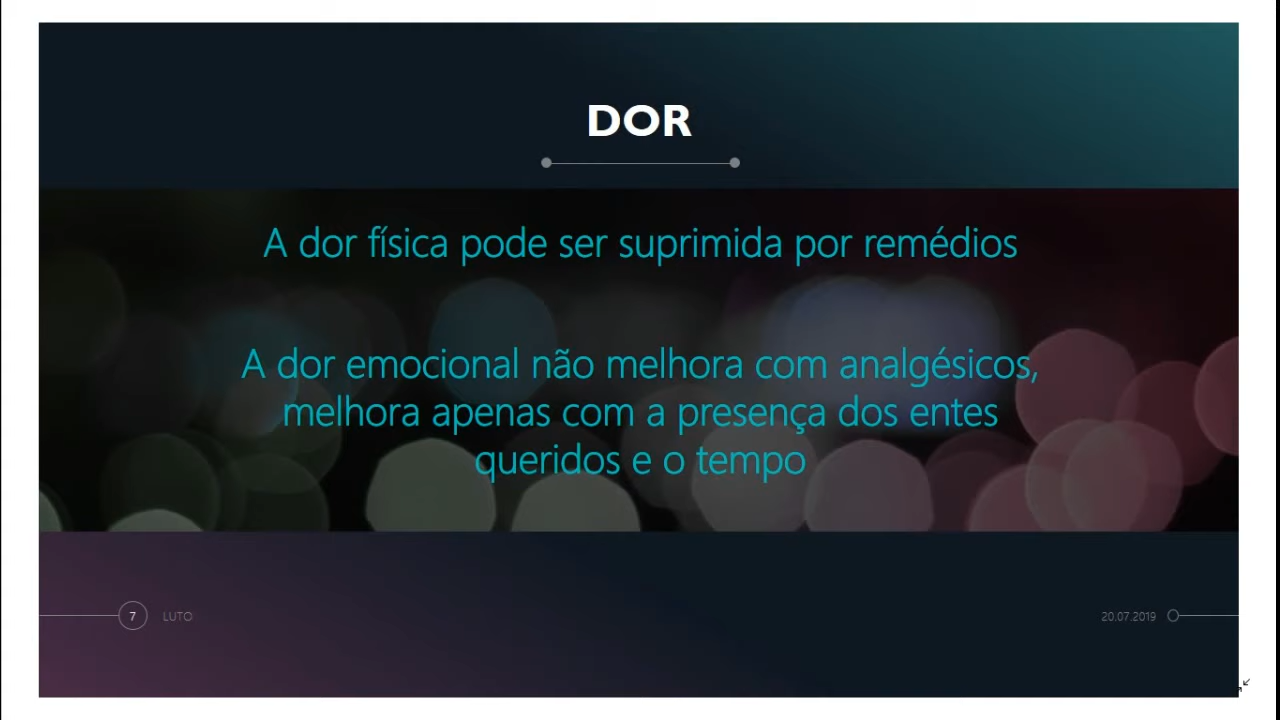 DOR
A dor física pode ser suprimida por remédios
A dor emocional não melhora com analgésicos,
melhora apenas com a presença dos entes
queridos e o tempo
7 LUTO
20.07.2019